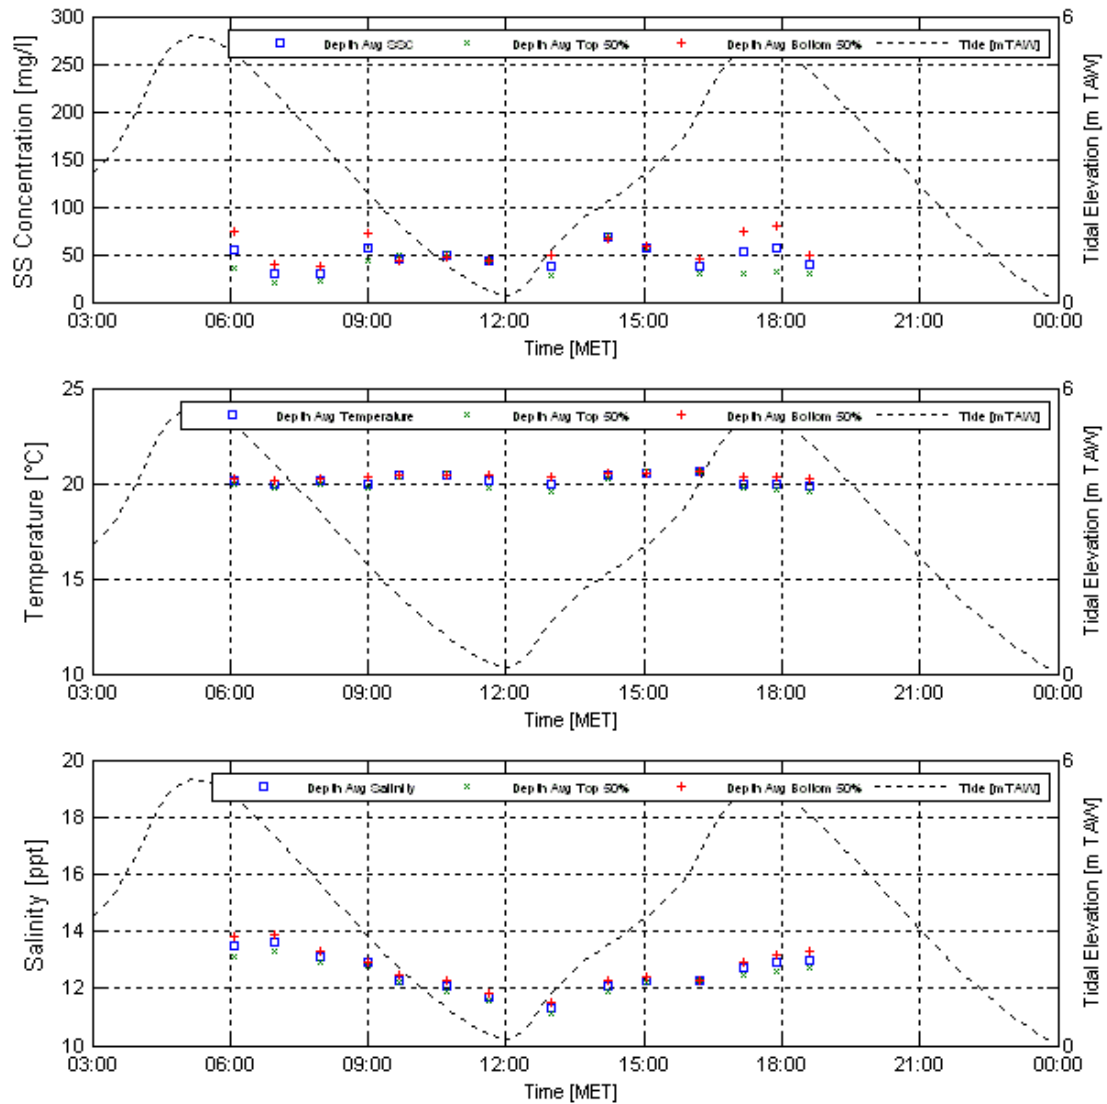 300
250
200
150
100
50
0
SS Concentration [mg/l]
Depth Avg SSC Depth Avg Top 50% Depth Avg Bottom 50% Tide [mTAW]
6
0
Tidal Elevation [m TAW]
03:00 06:00 09:00 12:00 15:00 18:00 21:00 00:00
Time [MET]
25
20
15
10
Temperature [°C]
Depth Avg Temperature Depth Avg Top 50% Depth Avg Bottom 50% Tide [mTAW]
6
0
Tidal Elevation [m TAW]
03:00 06:00 09:00 12:00 15:00 18:00 21:00 00:00
Time [MET]
20
18
16
14
12
10
Salinity [ppt]
Depth Avg Salinity Depth Avg Top 50% Depth Avg Bottom 50% Tide [mTAW]
6
0
Tidal Elevation [m TAW]
03:00 06:00 09:00 12:00 15:00 18:00 21:00 00:00
Time [MET]